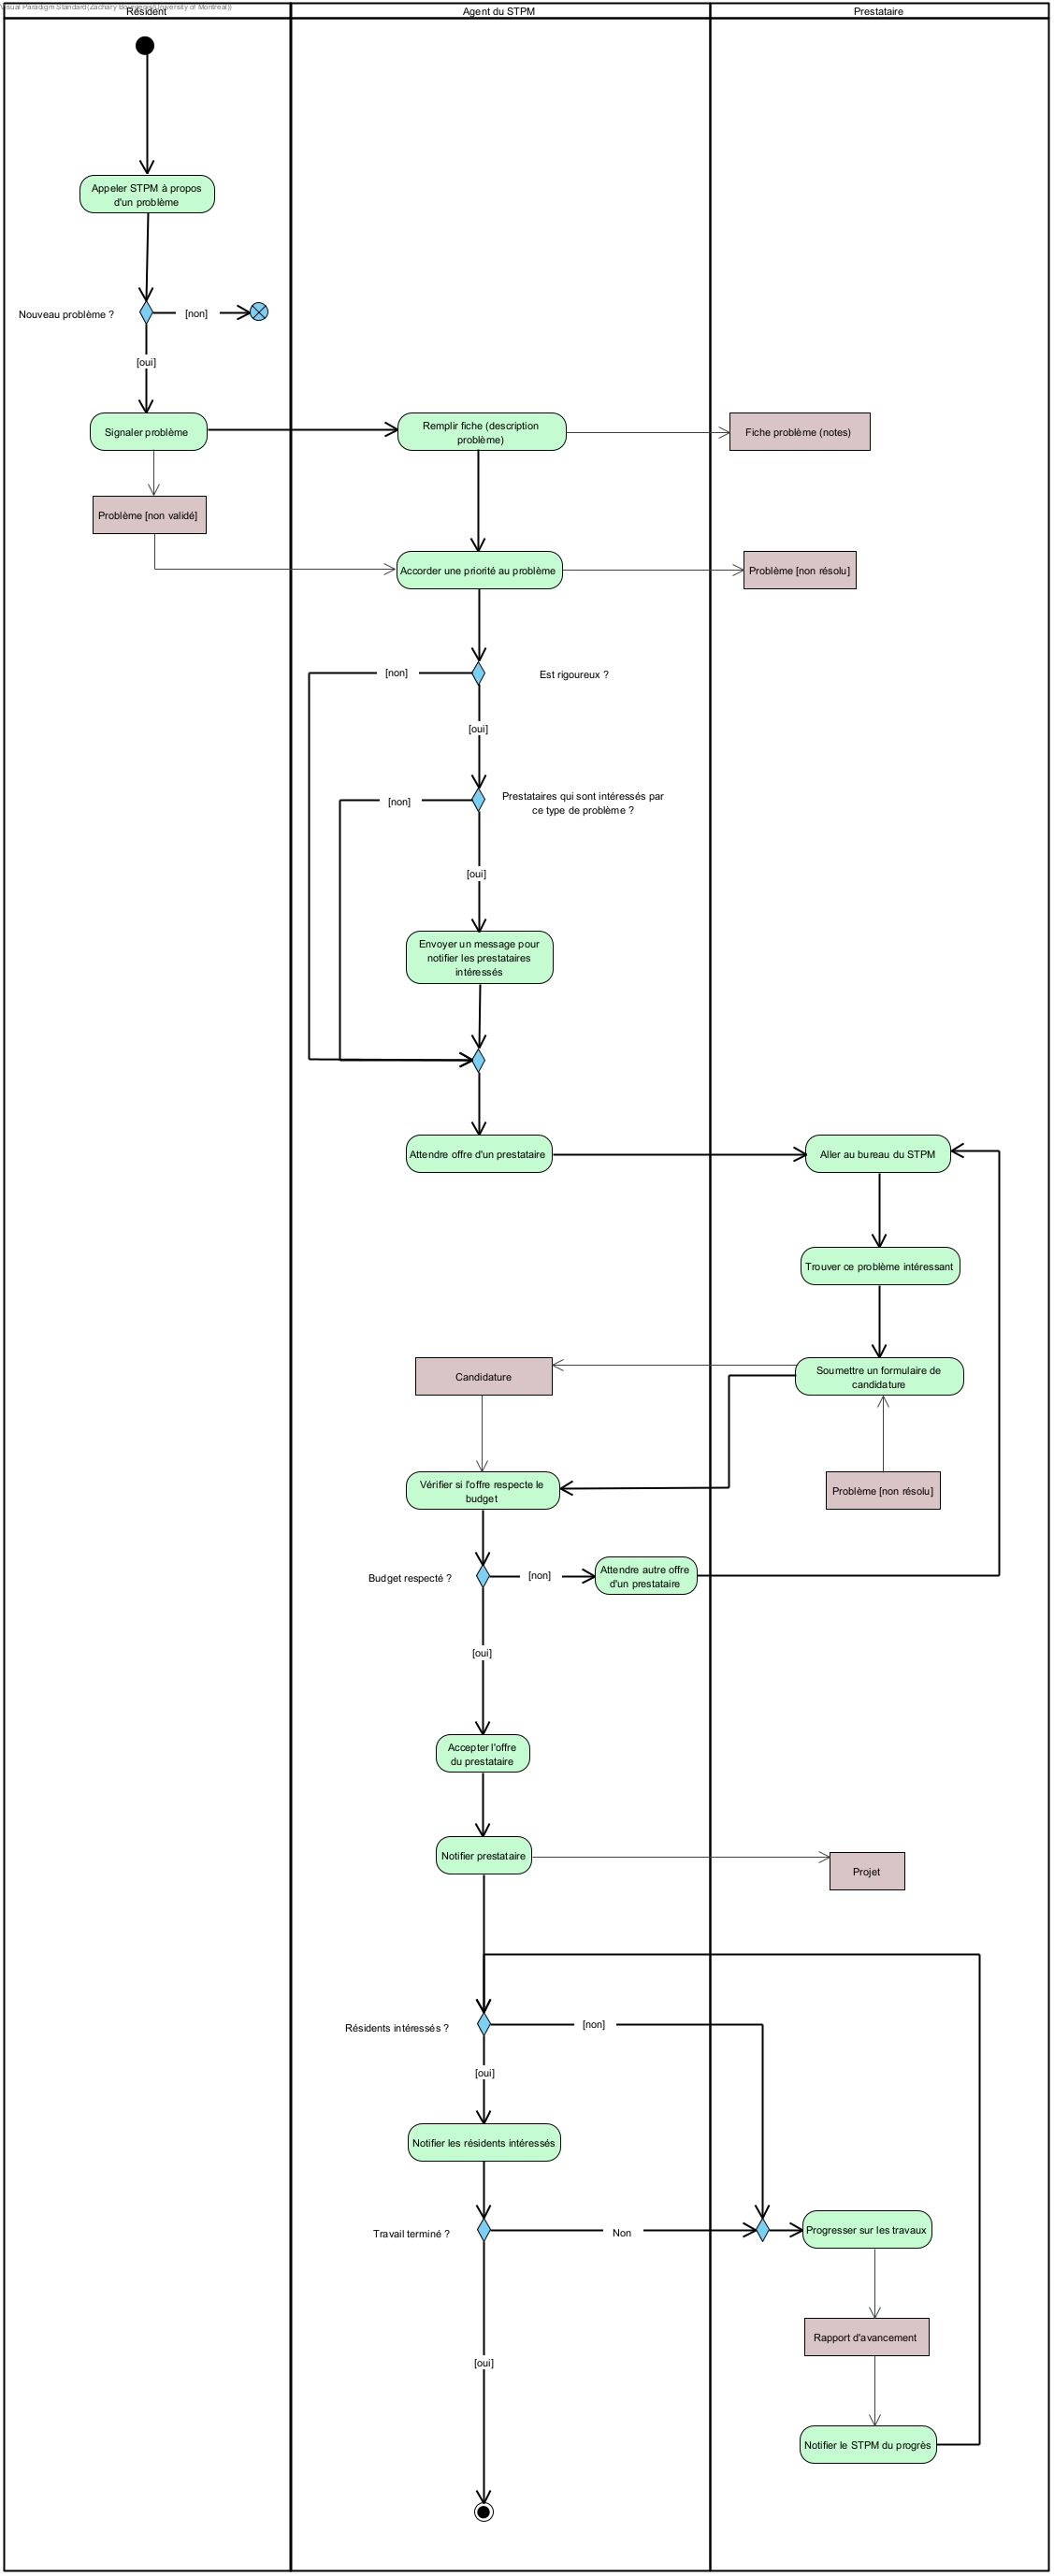 Visual Paradigm Standard(Zachary
Résident
Agent du STPM
Prestataire
Appeler STPM à propos
d'un problème
Nouveau problème ?
[non]
[oui]
Signaler problème
Remplir fiche (description
problème)
Fiche problème (notes)
Problème [non validé]
Accorder une priorité au problème
Problème [non résolu]
[non]
Est rigoureux ?
[oui]
[non]
Prestataires qui sont intéressés par
ce type de problème ?
[oui]
Envoyer un message pour
notifier les prestataires
intéressés
Attendre offre d'un prestataire
Aller au bureau du STPM
Trouver ce problème intéressant
Candidature
Soumettre un formulaire de
candidature
Vérifier si l'offre respecte le
budget
Problème [non résolu]
Budget respecté ?
[non]
Attendre autre offre
d'un prestataire
[oui]
Accepter l'offre
du prestataire
Notifier prestataire
Projet
Résidents intéressés ?
[non]
[oui]
Notifier les résidents intéressés
Travail terminé ?
Non
Progresser sur les travaux
Rapport d'avancement
[oui]
Notifier le STPM du progrès